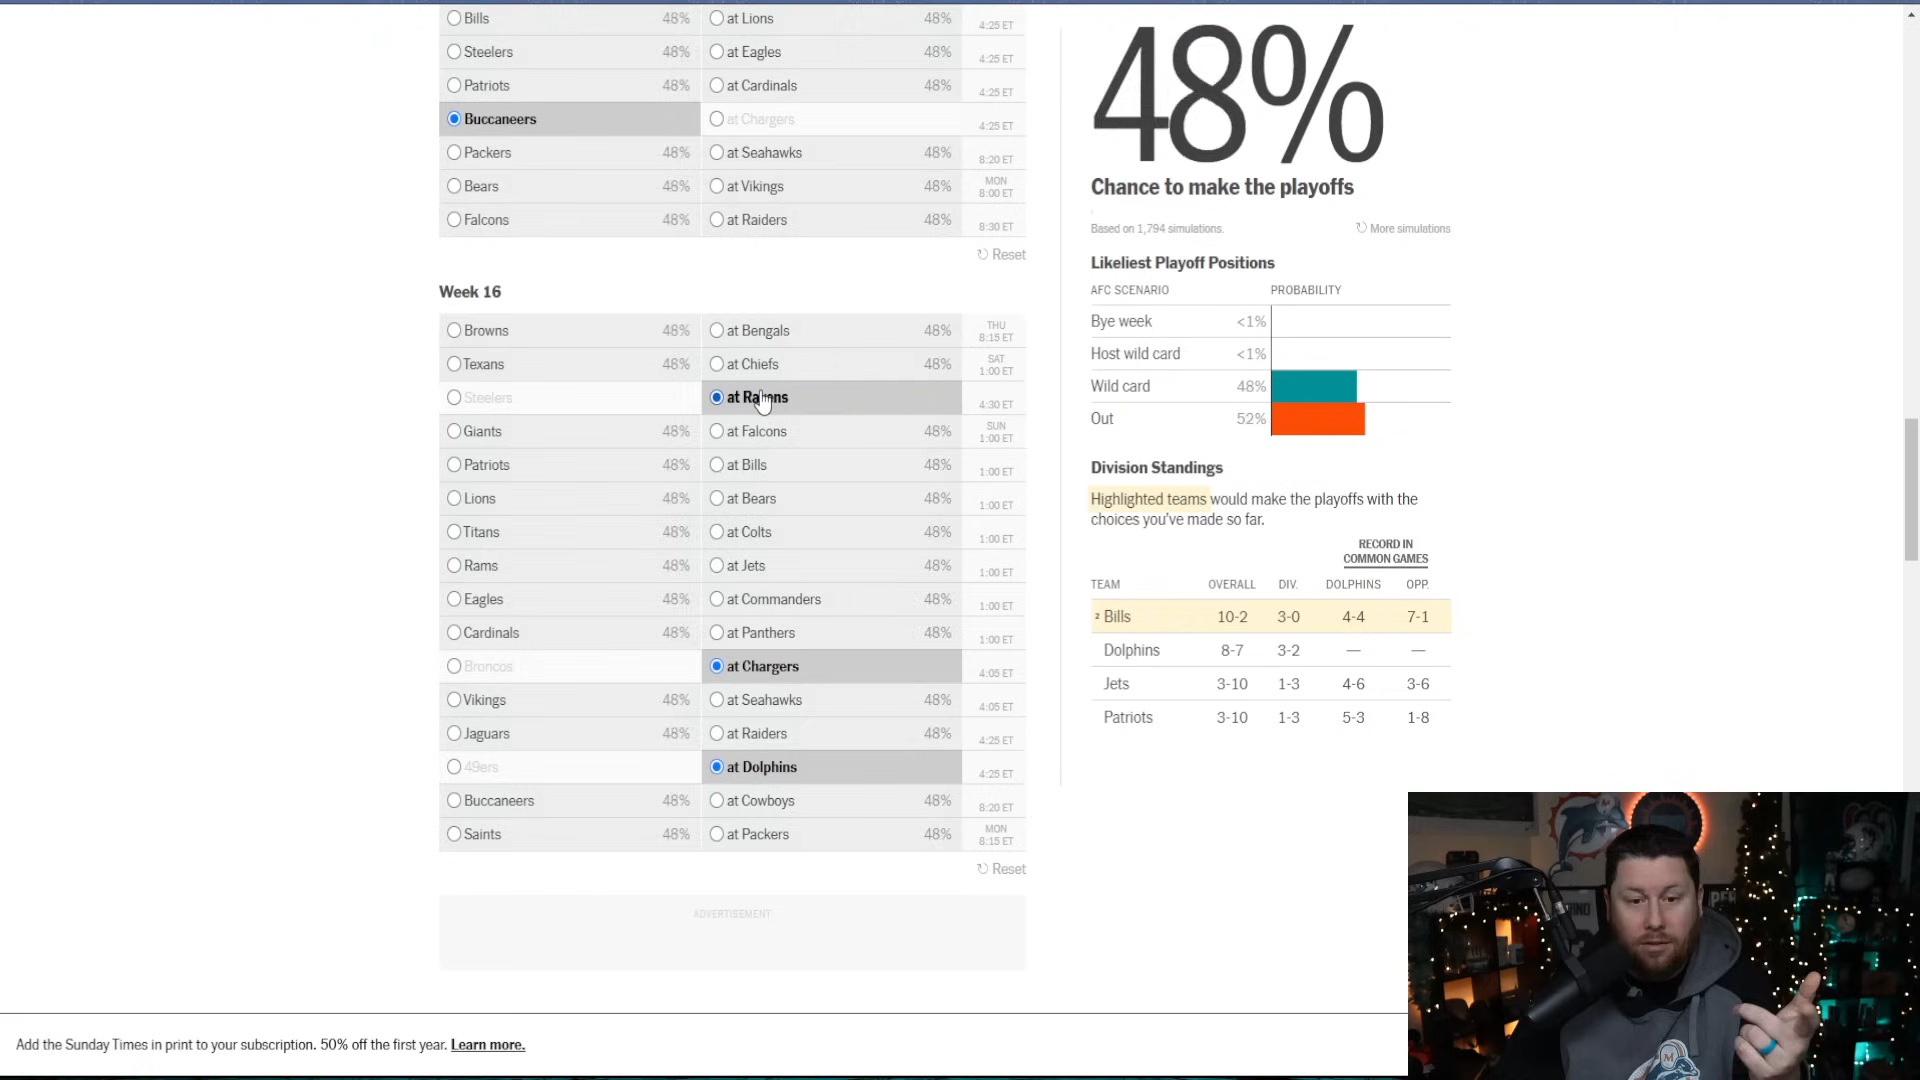 Bills 48% at Lions 48% 4:25 ET
Steelers 48% at Eagles 48% 4:25 ET
Patriots 48% at Cardinals 48% 4:25 ET
Buccaneers at Chargers 4:25 ET
Packers 48% at Seahawks 48% 8:20 ET
Bears 48% at Vikings 48% MON 8:00 ET
Falcons 48% at Raiders 48% 8:30 ET
Reset
Week 16
Browns 48% at Bengals 48% THU 8:15 ET
Texans 48% at Chiefs 48% SAT 1:00 ET
Steelers at Ravens 4:30 ET
Giants 48% at Falcons 48% SUN 1:00 ET
Patriots 48% at Bills 48% 1:00 ET
Lions 48% at Bears 48% 1:00 ET
Titans 48% at Colts 48% 1:00 ET
Rams 48% at Jets 48% 1:00 ET
Eagles 48% at Commanders 48% 1:00 ET
Cardinals 48% at Panthers 48% 1:00 ET
Broncos at Chargers 4:05 ET
Vikings 48% at Seahawks 48% 4:05 ET
Jaguars 48% at Raiders 48% 4:25 ET
49ers at Dolphins 4:25 ET
Buccaneers 48% at Cowboys 48% 8:20 ET
Saints 48% at Packers 48% MON 8:15 ET
Reset
ADVERTISEMENT
48%
Chance to make the playoffs
Based on 1,794 simulations. More simulations
Likeliest Playoff Positions
AFC SCENARIO PROBABILITY
Bye week <1%
Host wild card <1%
Wild card 48%
Out 52%
Division Standings
Highlighted teams would make the playoffs with the
choices you've made so far.
RECORD IN
COMMON GAMES
TEAM OVERALL DIV. DOLPHINS OPP.
2 Bills 10-2 3-0 4-4 7-1
Dolphins 8-7 3-2 — —
Jets 3-10 1-3 4-6 3-6
Patriots 3-10 1-3 5-3 1-8
Add the Sunday Times in print to your subscription. 50% off the first year. Learn more.